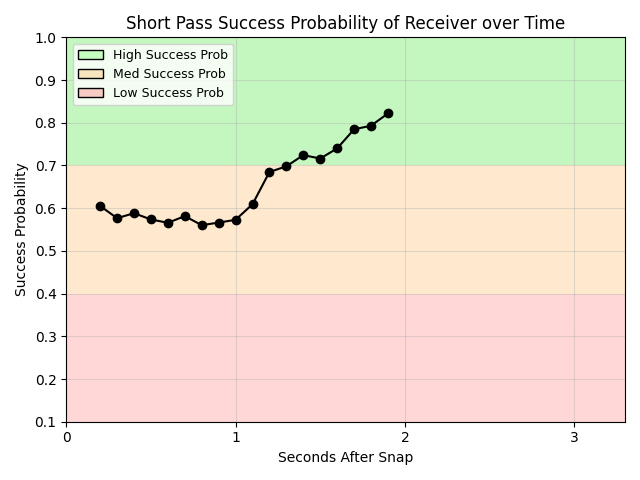 Short Pass Success Probability of Receiver over Time
High Success Prob
Med Success Prob
Low Success Prob
Success Probability
1.0
0.9
0.8
0.7
0.6
0.5
0.4
0.3
0.2
0.1
0 1 2 3
Seconds After Snap